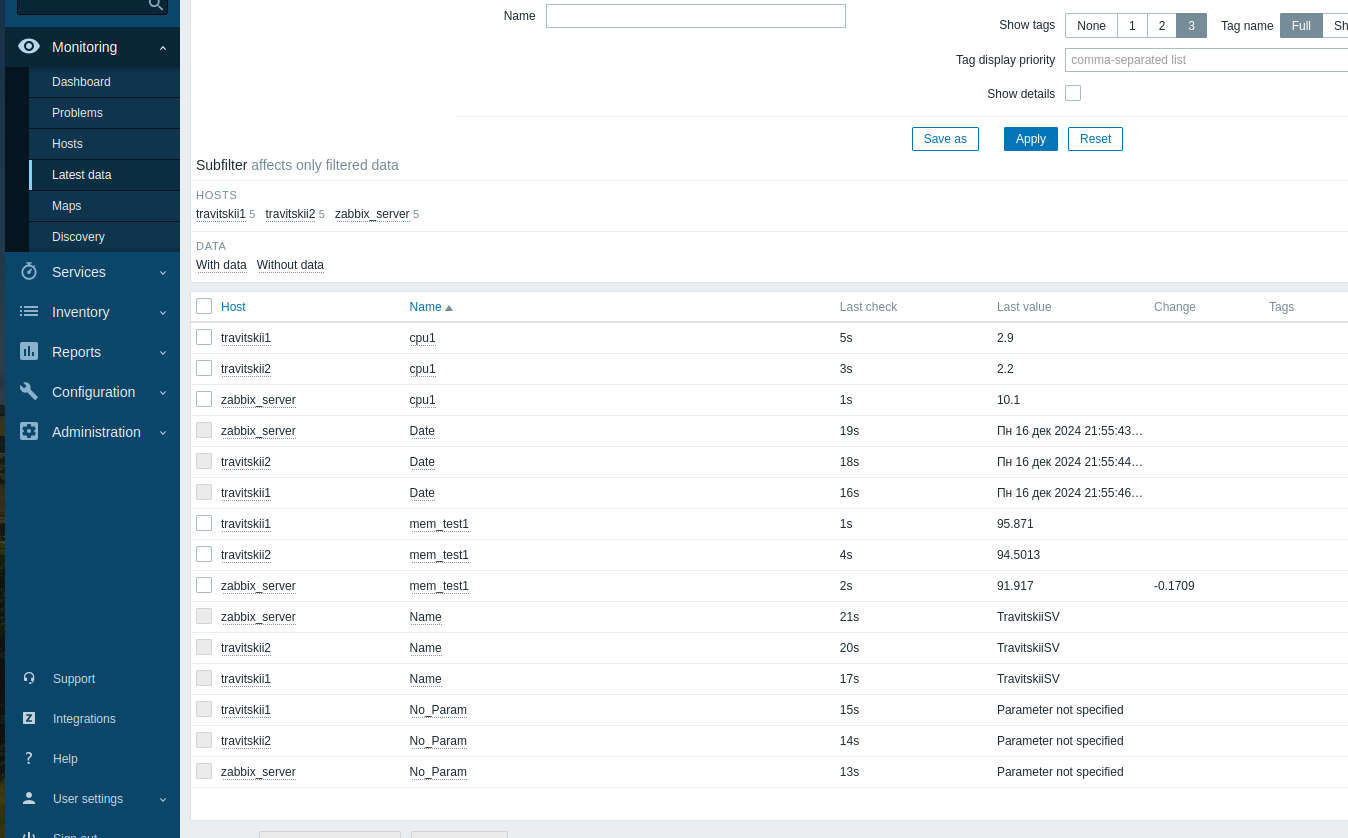 Monitoring
Dashboard
Problems
Hosts
Latest data
Maps
Discovery
Services
Inventory
Reports
Configuration
Administration
Support
Integrations
Help
User settings
Sign out
Name
Show tags None 1 2 3 Tag name Full Sh
Tag display priority comma-separated list
Show details
Save as Apply Reset
Subfilter affects only filtered data
HOSTS
travitskii1 5 travitskii2 5 zabbix_server 5
DATA
With data Without data
Host Name Last check Last value Change Tags
travitskii1 cpu1 5s 2.9
travitskii2 cpu1 3s 2.2
zabbix_server cpu1 1s 10.1
zabbix_server Date 19s Пн 16 дек 2024 21:55:43…
travitskii2 Date 18s Пн 16 дек 2024 21:55:44…
travitskii1 Date 16s Пн 16 дек 2024 21:55:46…
travitskii1 mem_test1 1s 95.871
travitskii2 mem_test1 4s 94.5013
zabbix_server mem_test1 2s 91.917 -0.1709
zabbix_server Name 21s TravitskiiSV
travitskii2 Name 20s TravitskiiSV
travitskii1 Name 17s TravitskiiSV
travitskii1 No_Param 15s Parameter not specified
travitskii2 No_Param 14s Parameter not specified
zabbix_server No_Param 13s Parameter not specified